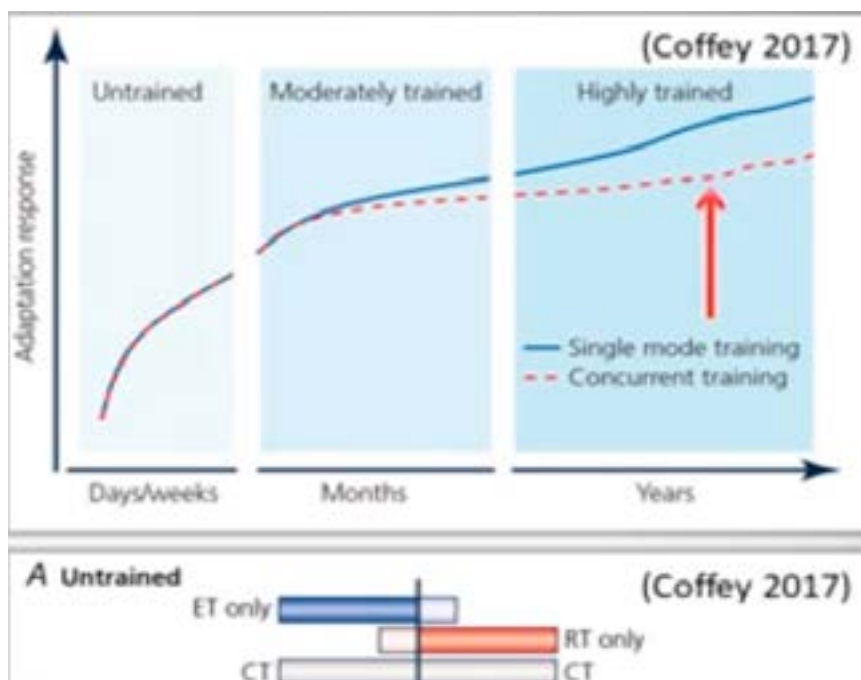 (Coffey 2017)
Untrained
Moderately trained
Highly trained
Adaptation response
Single mode training
Concurrent training
Days/weeks
Months
Years
A Untrained
(Coffey 2017)
ET only
RT only
CT
CT